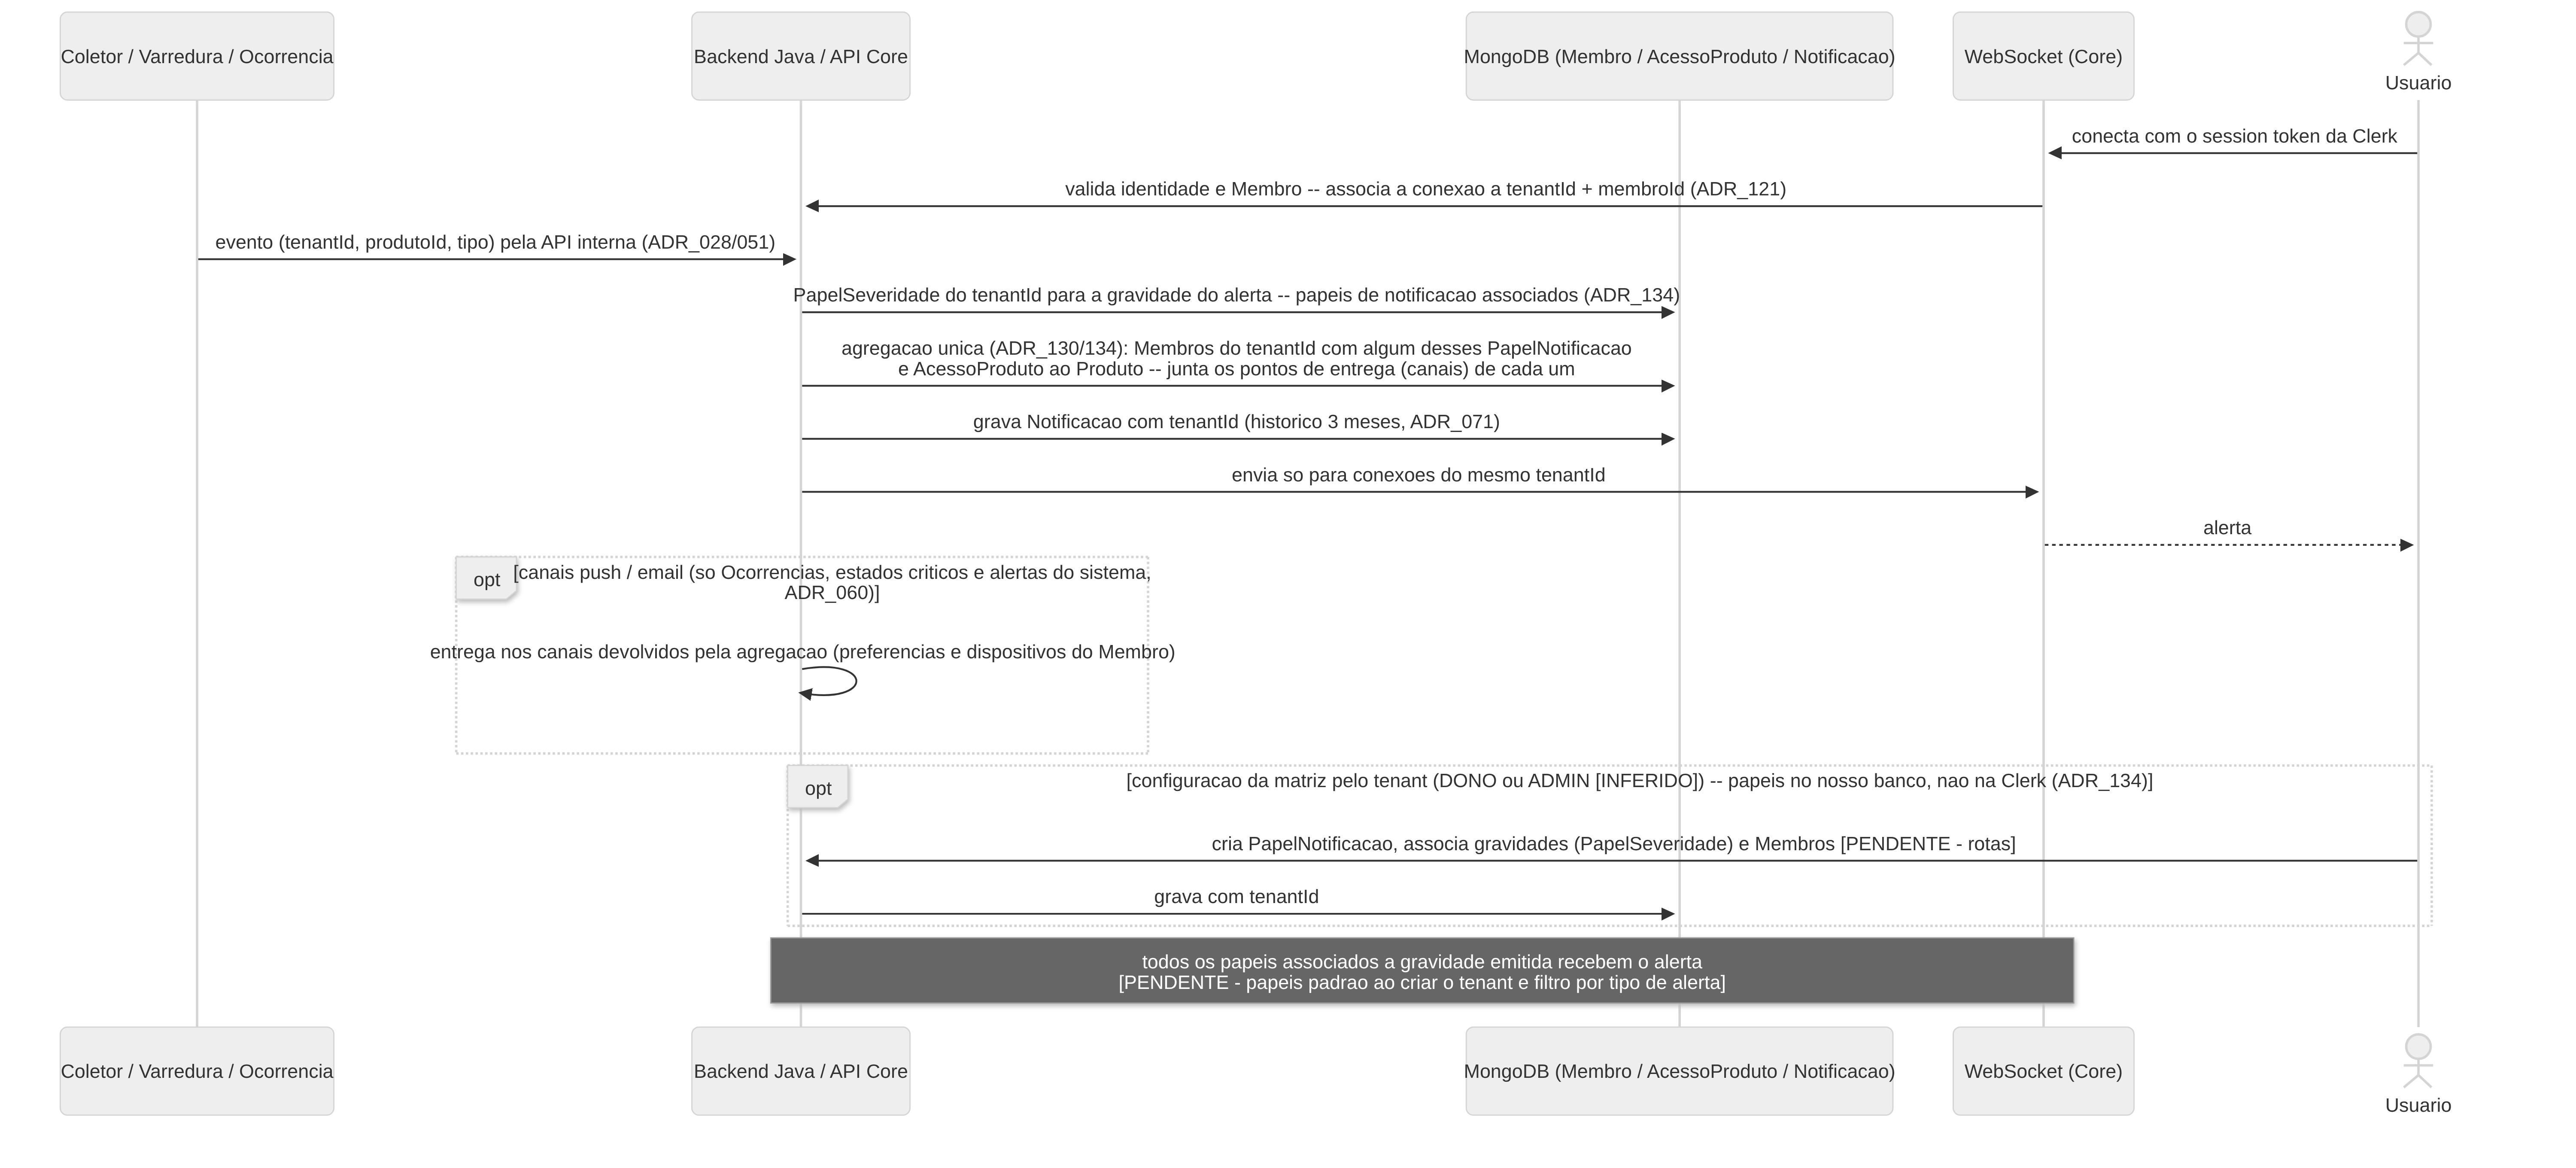 Coletor / Varredura / Ocorrencia
Backend Java / API Core
MongoDB (Membro / AcessoProduto / Notificacao)
WebSocket (Core)
Usuario
conecta com o session token da Clerk
valida identidade e Membro -- associa a conexao a tenantId + membroId (ADR_121)
evento (tenantId, produtoId, tipo) pela API interna (ADR_028/051)
PapelSeveridade do tenantId para a gravidade do alerta -- papeis de notificacao associados (ADR_134)
agregacao unica (ADR_130/134): Membros do tenantId com algum desses PapelNotificacao
e AcessoProduto ao Produto -- junta os pontos de entrega (canais) de cada um
grava Notificacao com tenantId (historico 3 meses, ADR_071)
envia so para conexoes do mesmo tenantId
alerta
opt
[canais push / email (so Ocorrencias, estados criticos e alertas do sistema,
ADR_060)]
entrega nos canais devolvidos pela agregacao (preferencias e dispositivos do Membro)
opt
[configuracao da matriz pelo tenant (DONO ou ADMIN [INFERIDO]) -- papeis no nosso banco, nao na Clerk (ADR_134)]
cria PapelNotificacao, associa gravidades (PapelSeveridade) e Membros [PENDENTE - rotas]
grava com tenantId
todos os papeis associados a gravidade emitida recebem o alerta
[PENDENTE - papeis padrao ao criar o tenant e filtro por tipo de alerta]
Coletor / Varredura / Ocorrencia
Backend Java / API Core
MongoDB (Membro / AcessoProduto / Notificacao)
WebSocket (Core)
Usuario